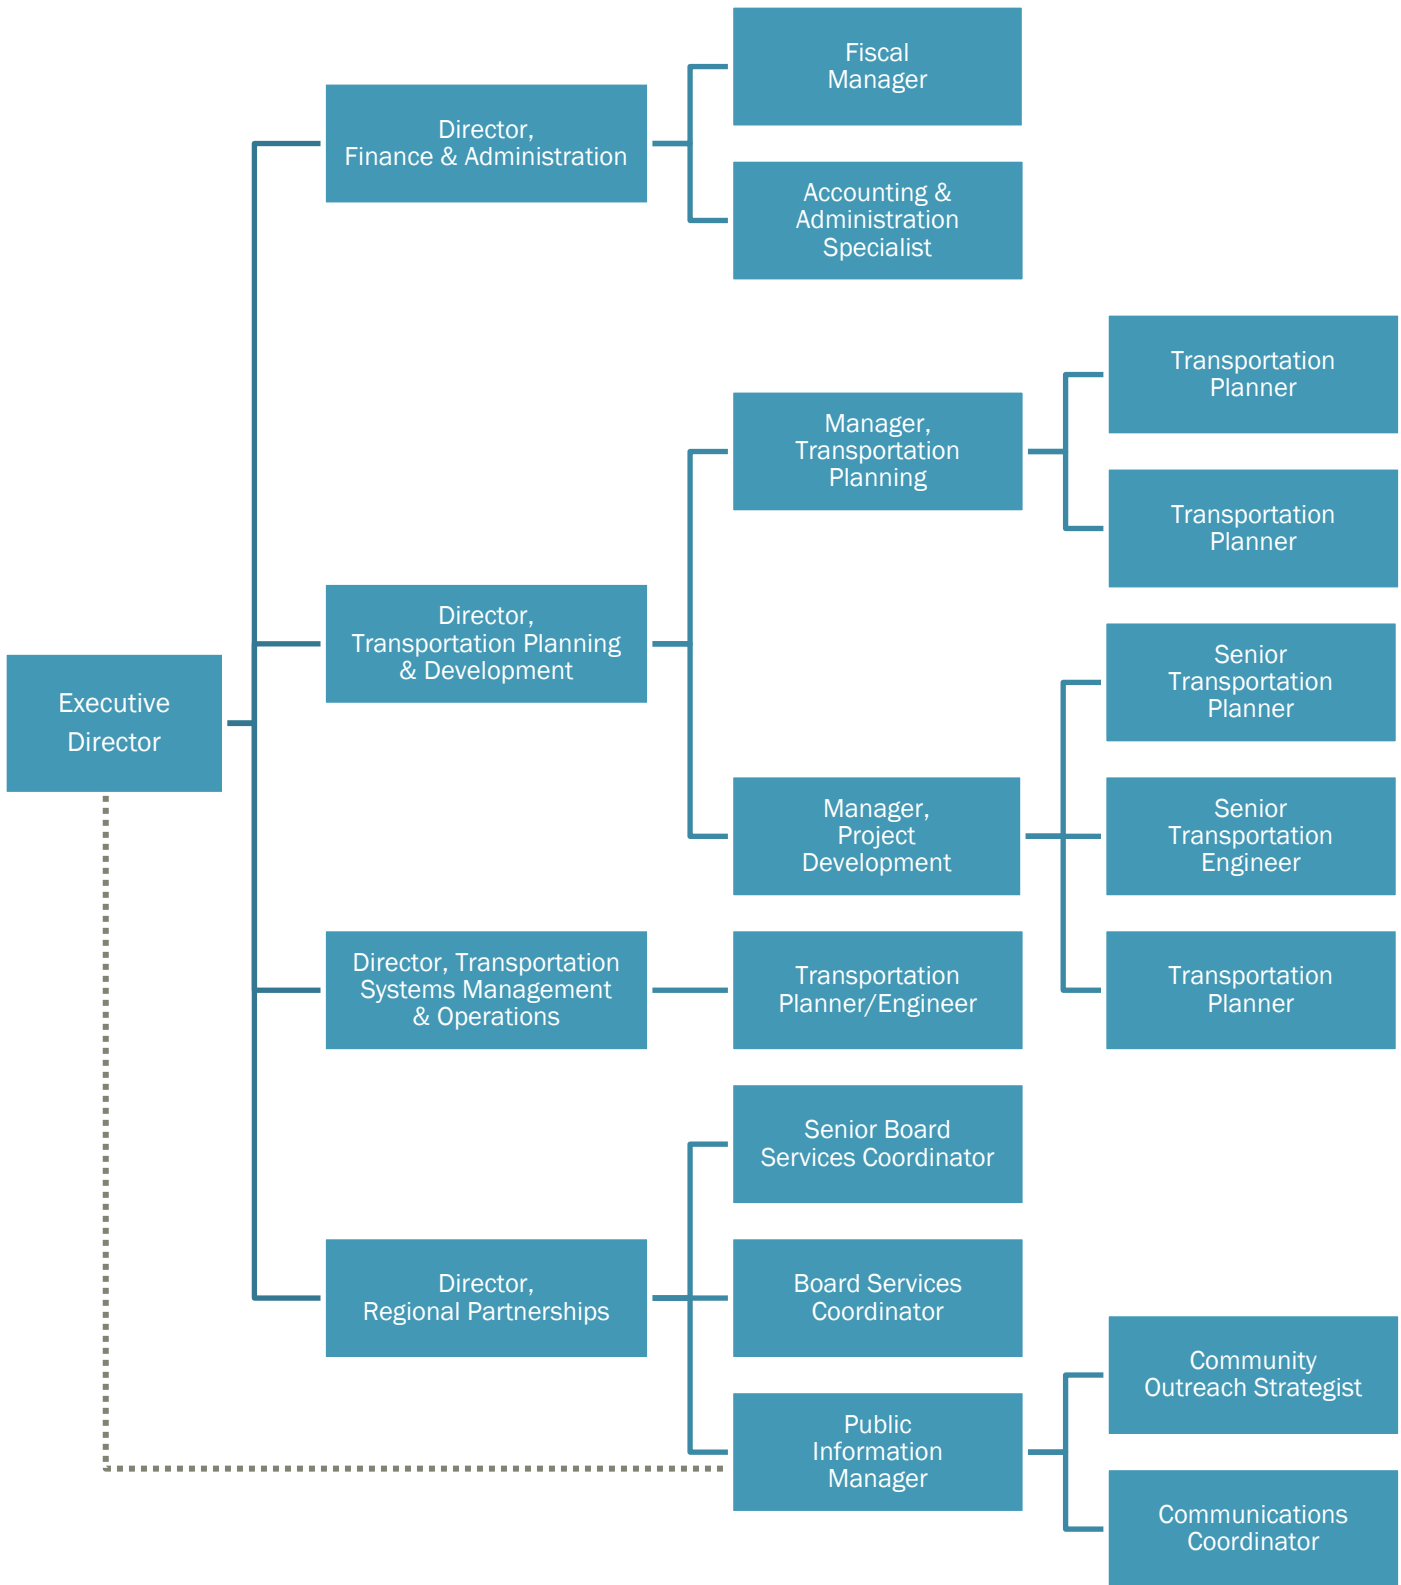 Fiscal
Manager
Director,
Finance & Administration
Accounting &
Administration
Specialist
Transportation
Planner
Manager,
Transportation
Planning
Transportation
Planner
Director,
Transportation Planning
& Development
Senior
Transportation
Planner
Executive
Director
Manager,
Project
Development
Senior
Transportation
Engineer
Director, Transportation
Systems Management
& Operations
Transportation
Planner/Engineer
Transportation
Planner
Senior Board
Services Coordinator
Director,
Regional Partnerships
Board Services
Coordinator
Community
Outreach Strategist
Public
Information
Manager
Communications
Coordinator